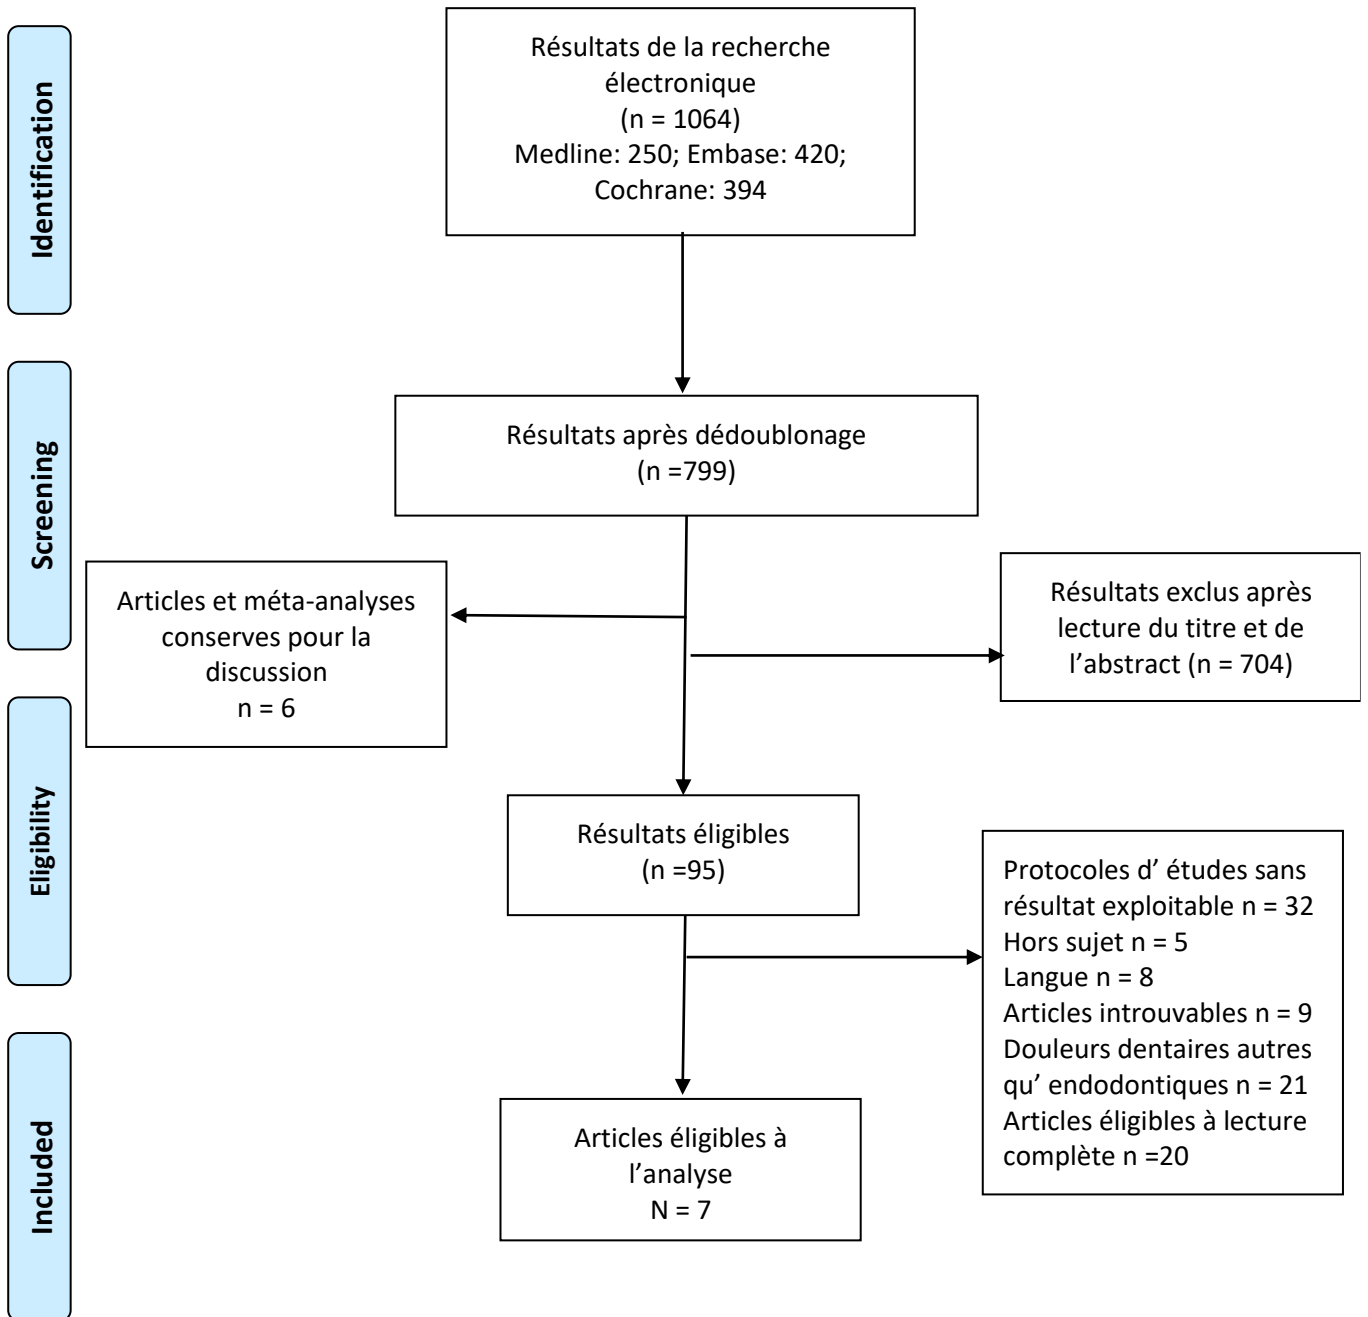 Identification
Résultats de la recherche
électronique
(n = 1064)
Medline: 250; Embase: 420;
Cochrane: 394
Screening
Résultats après dédoublonage
(n =799)
Articles et méta-analyses
conserves pour la
discussion
n = 6
Résultats exclus après
lecture du titre et de
l’abstract (n = 704)
Eligibility
Résultats éligibles
(n =95)
Protocoles d’ études sans
résultat exploitable n = 32
Hors sujet n = 5
Langue n = 8
Articles introuvables n = 9
Douleurs dentaires autres
qu’ endodontiques n = 21
Articles éligibles à lecture
complète n =20
Included
Articles éligibles à
l’analyse
N = 7